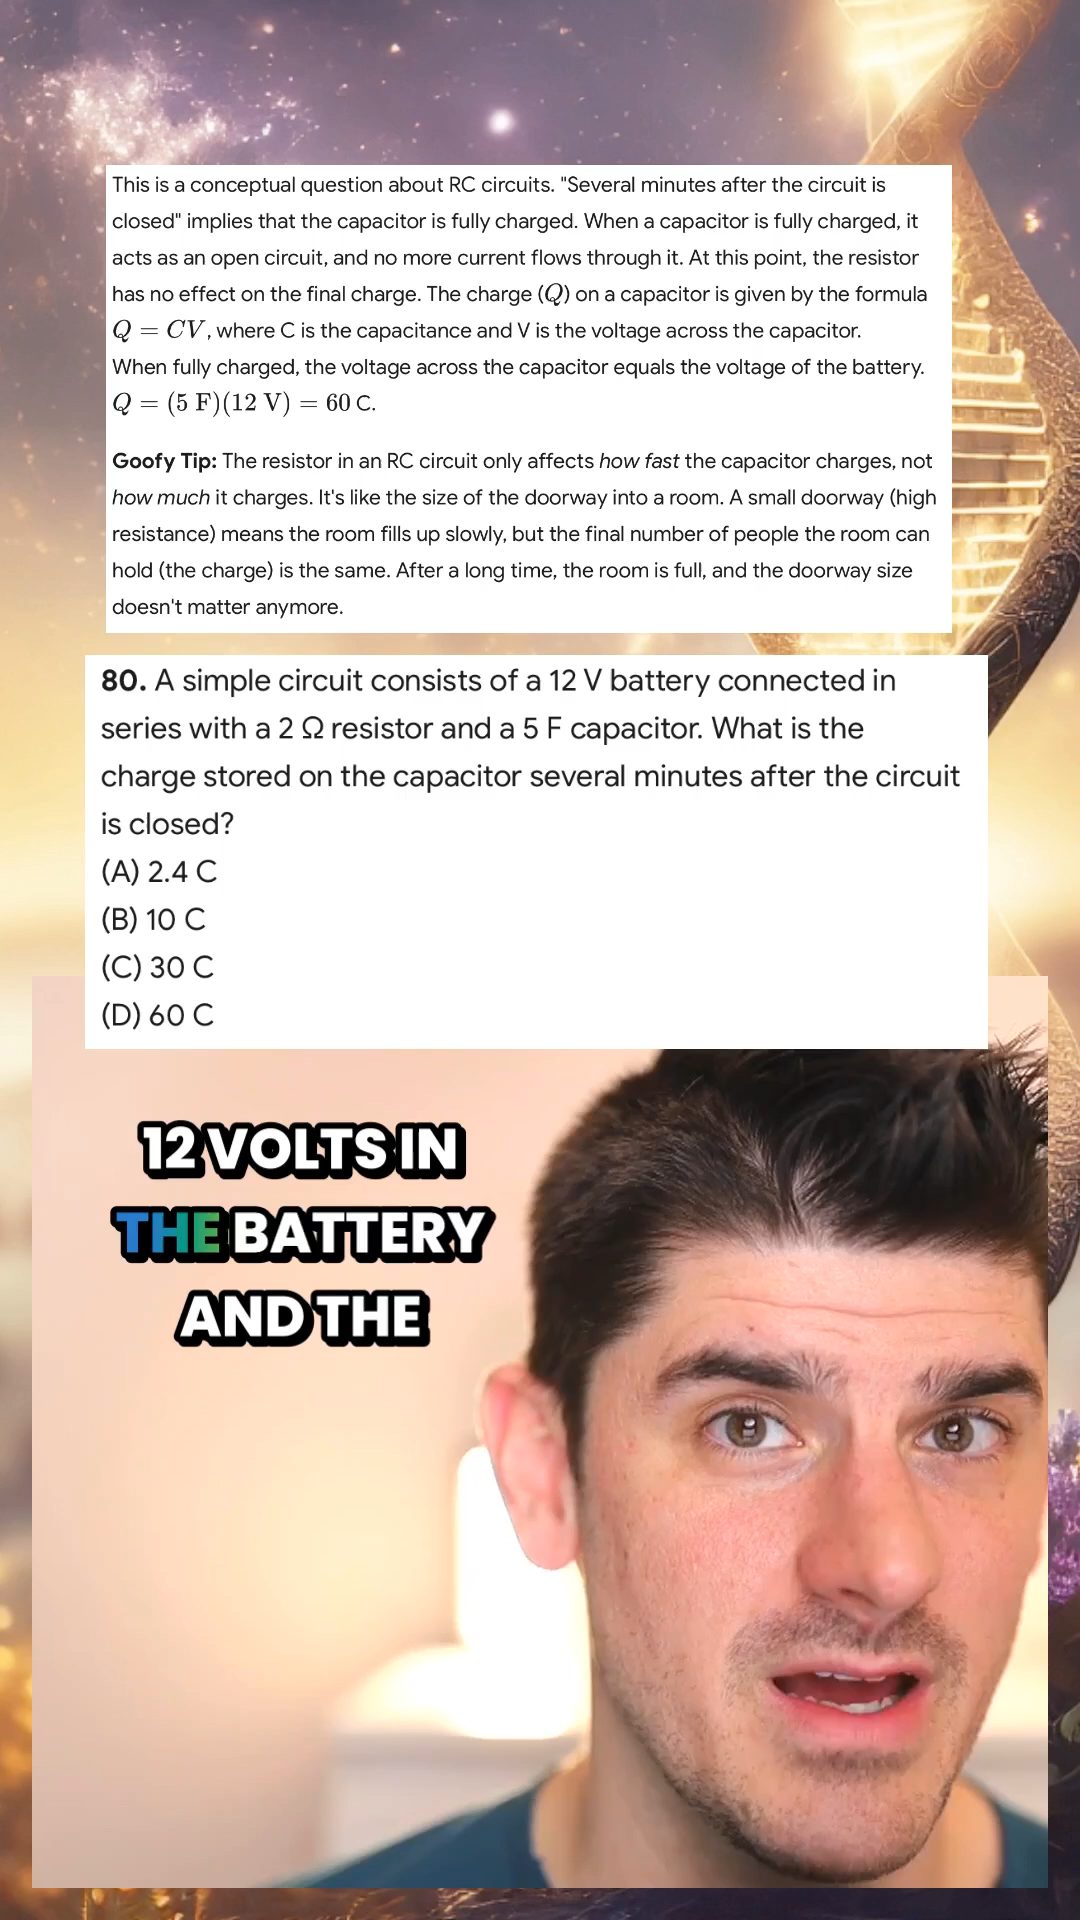 This is a conceptual question about RC circuits. "Several minutes after the circuit is
closed" implies that the capacitor is fully charged. When a capacitor is fully charged, it
acts as an open circuit, and no more current flows through it. At this point, the resistor
has no effect on the final charge. The charge (Q) on a capacitor is given by the formula
Q = CV, where C is the capacitance and V is the voltage across the capacitor.
When fully charged, the voltage across the capacitor equals the voltage of the battery.
Q = (5 F)(12 V) = 60 C.
Goofy Tip: The resistor in an RC circuit only affects how fast the capacitor charges, not
how much it charges. It's like the size of the doorway into a room. A small doorway (high
resistance) means the room fills up slowly, but the final number of people the room can
hold (the charge) is the same. After a long time, the room is full, and the doorway size
doesn't matter anymore.
80. A simple circuit consists of a 12 V battery connected in
series with a 2 Ω resistor and a 5 F capacitor. What is the
charge stored on the capacitor several minutes after the circuit
is closed?
(A) 2.4 C
(B) 10 C
(C) 30 C
(D) 60 C
12 VOLTS IN
THE BATTERY
AND THE